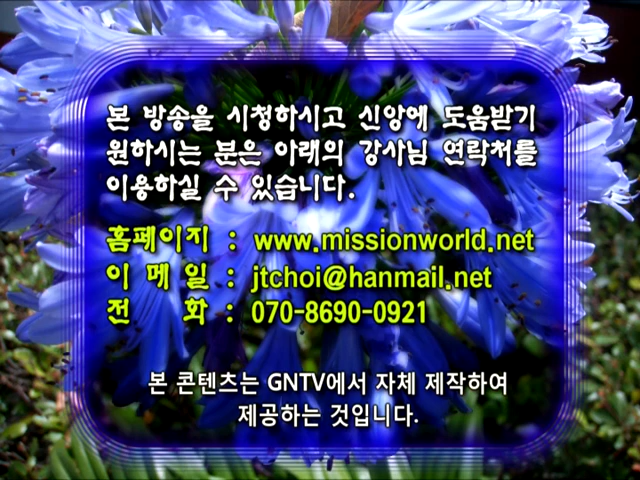 본 방송을 시청하시고 신앙에 도움받기
원하시는 분은 아래의 강사님 연락처를
이용하실 수 있습니다.
홈페이지 : www.missionworld.net
이 메 일 : jtchoi@hanmail.net
전 화 : 070-8690-0921
본 콘텐츠는 GNTV에서 자체 제작하여
제공하는 것입니다.